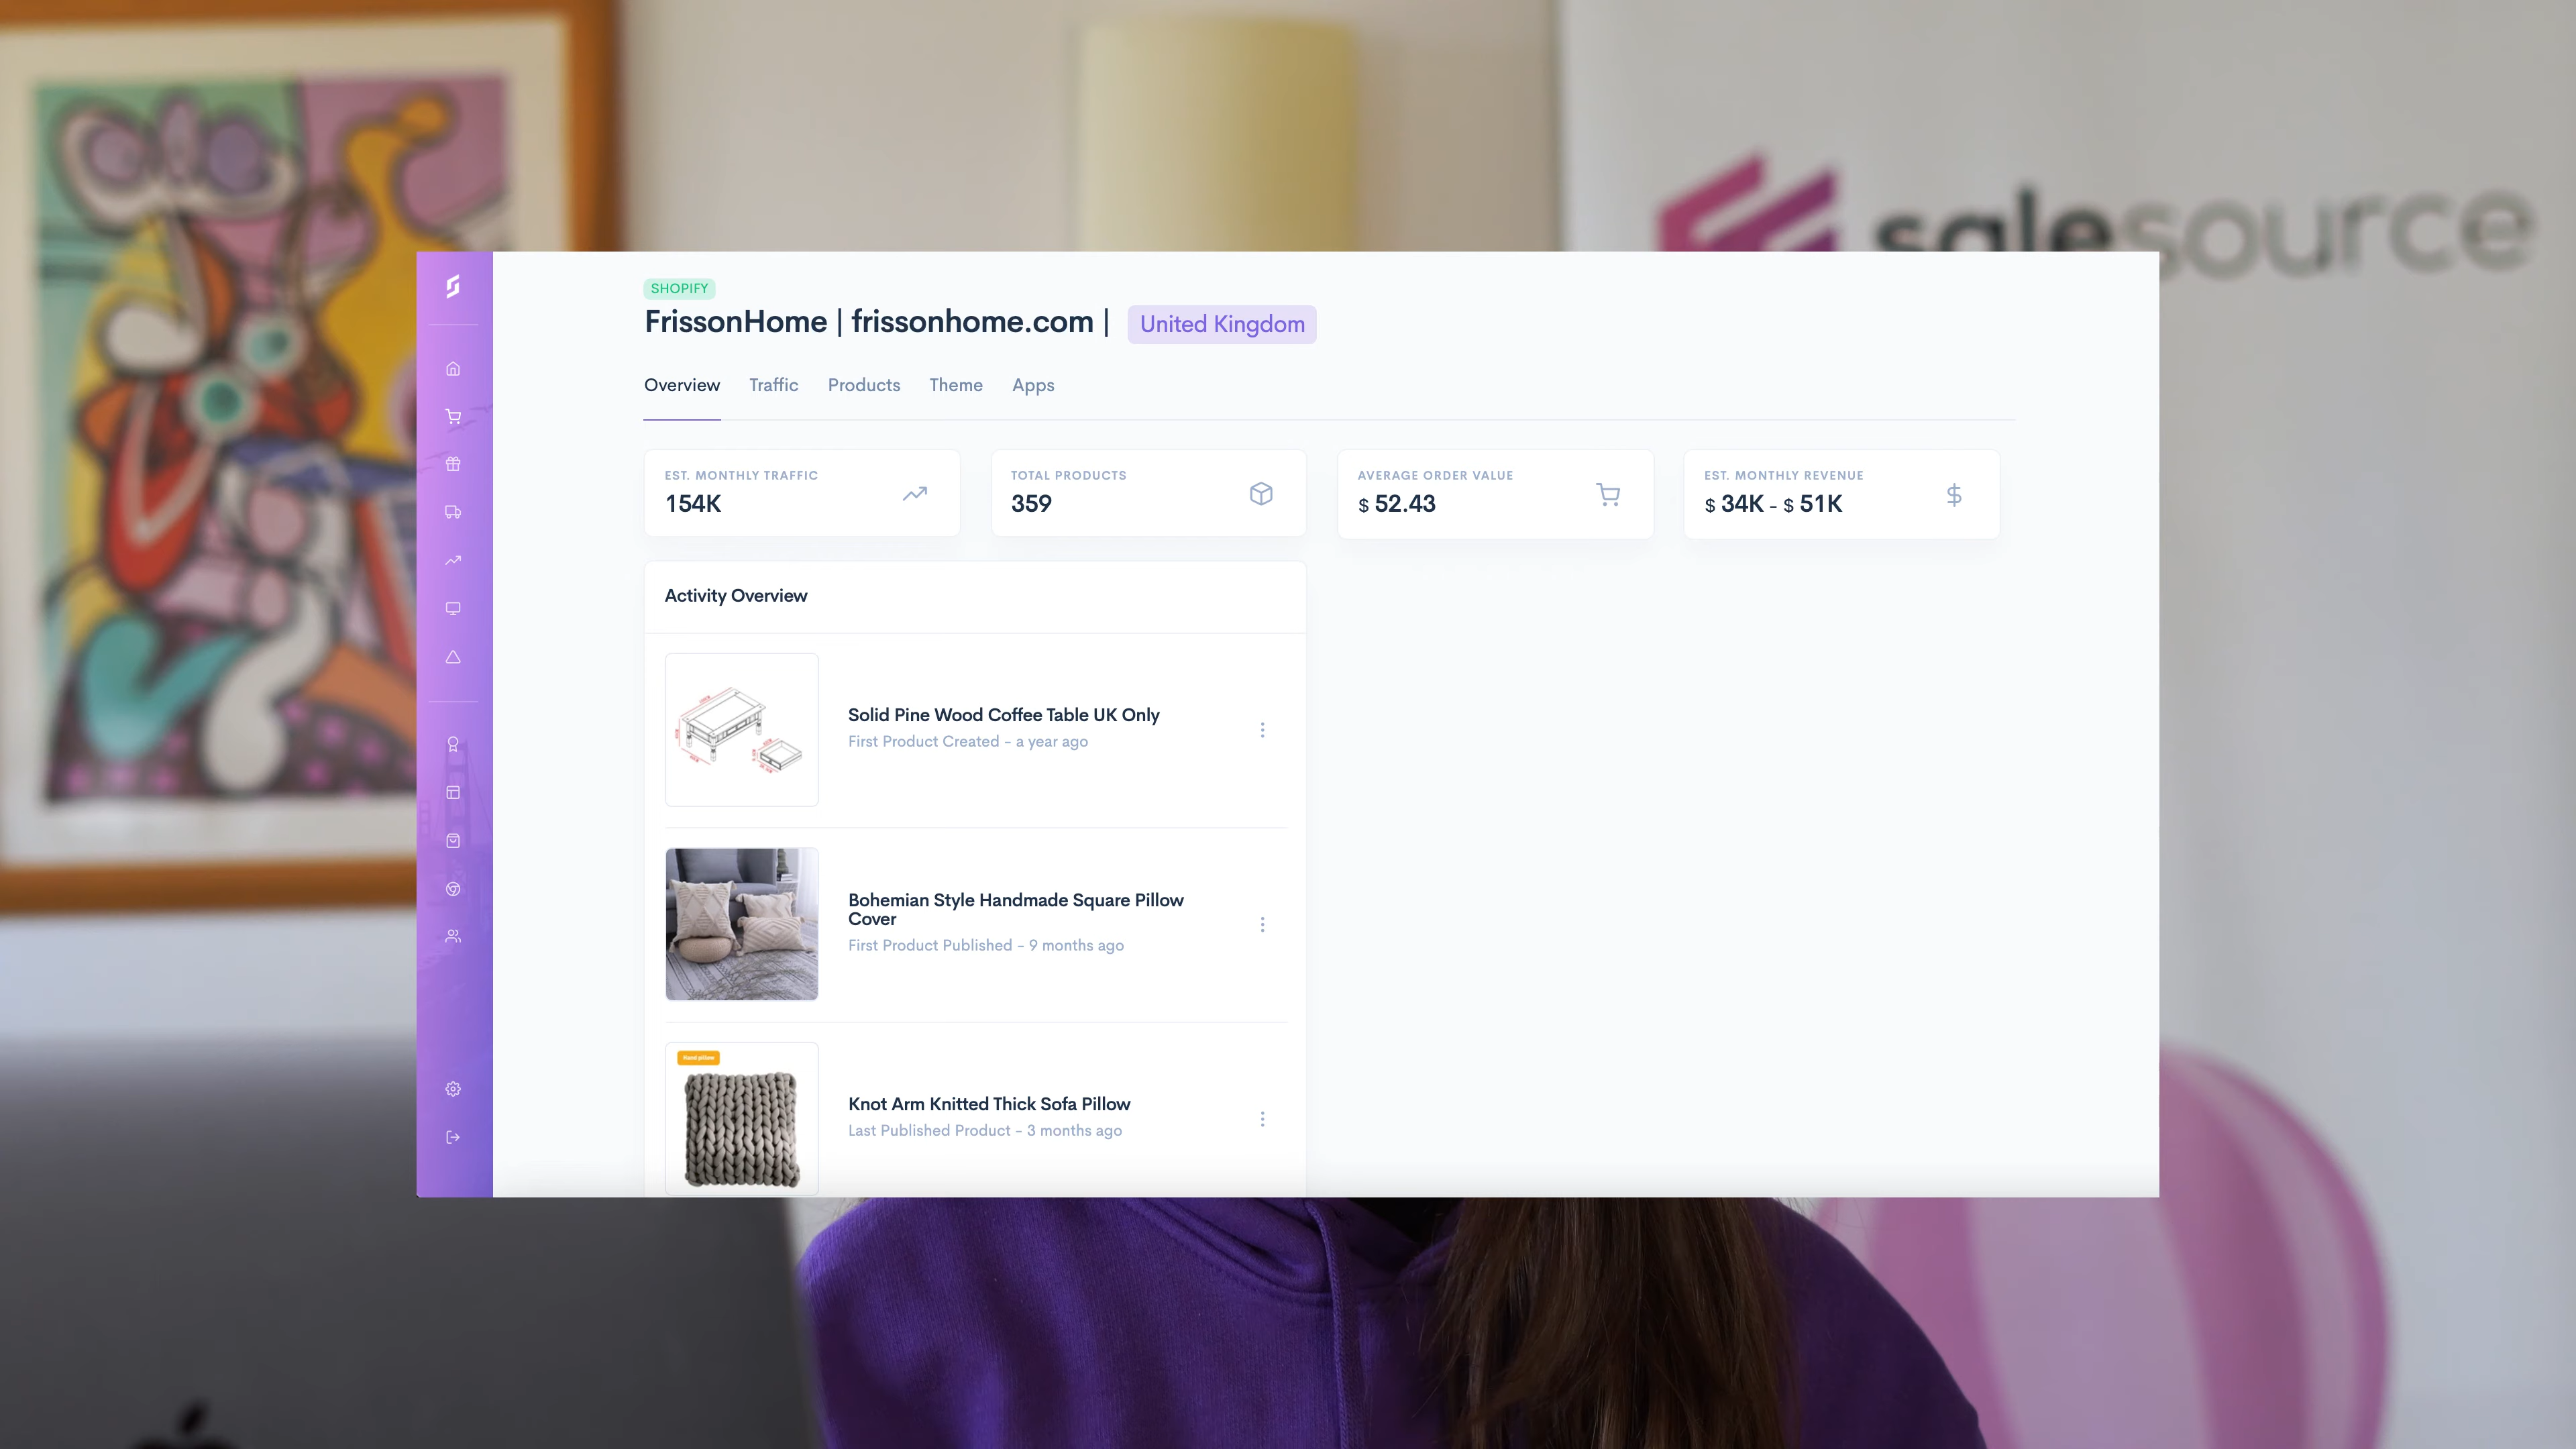 salesource
SHOPIFY
FrissonHome | frissonhome.com | United Kingdom
Overview Traffic Products Theme Apps
EST. MONTHLY TRAFFIC
154K
TOTAL PRODUCTS
359
AVERAGE ORDER VALUE
$ 52.43
EST. MONTHLY REVENUE
$ 34K - $ 51K
Activity Overview
Solid Pine Wood Coffee Table UK Only
First Product Created - a year ago
Bohemian Style Handmade Square Pillow
Cover
First Product Published - 9 months ago
Knot Arm Knitted Thick Sofa Pillow
Last Published Product - 3 months ago